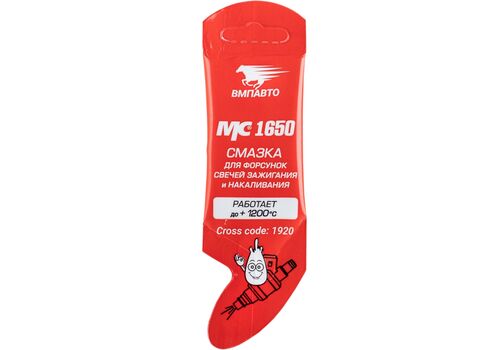 ВМПАВТО
МС 1650
СМАЗКА
ДЛЯ ФОРСУНОК
СВЕЧЕЙ ЗАЖИГАНИЯ
и НАКАЛИВАНИЯ
РАБОТАЕТ
до +1200°С
Cross code: 1920